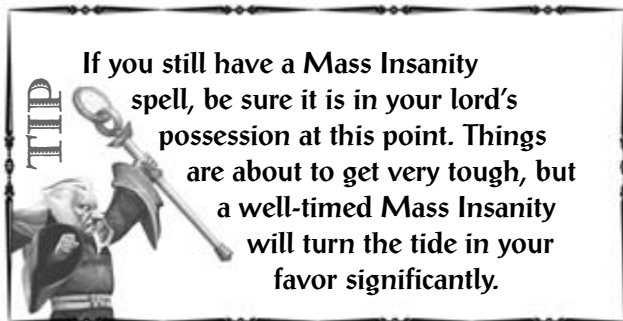 TIP
If you still have a Mass Insanity
spell, be sure it is in your lord’s
possession at this point. Things
are about to get very tough, but
a well-timed Mass Insanity
will turn the tide in your
favor significantly.